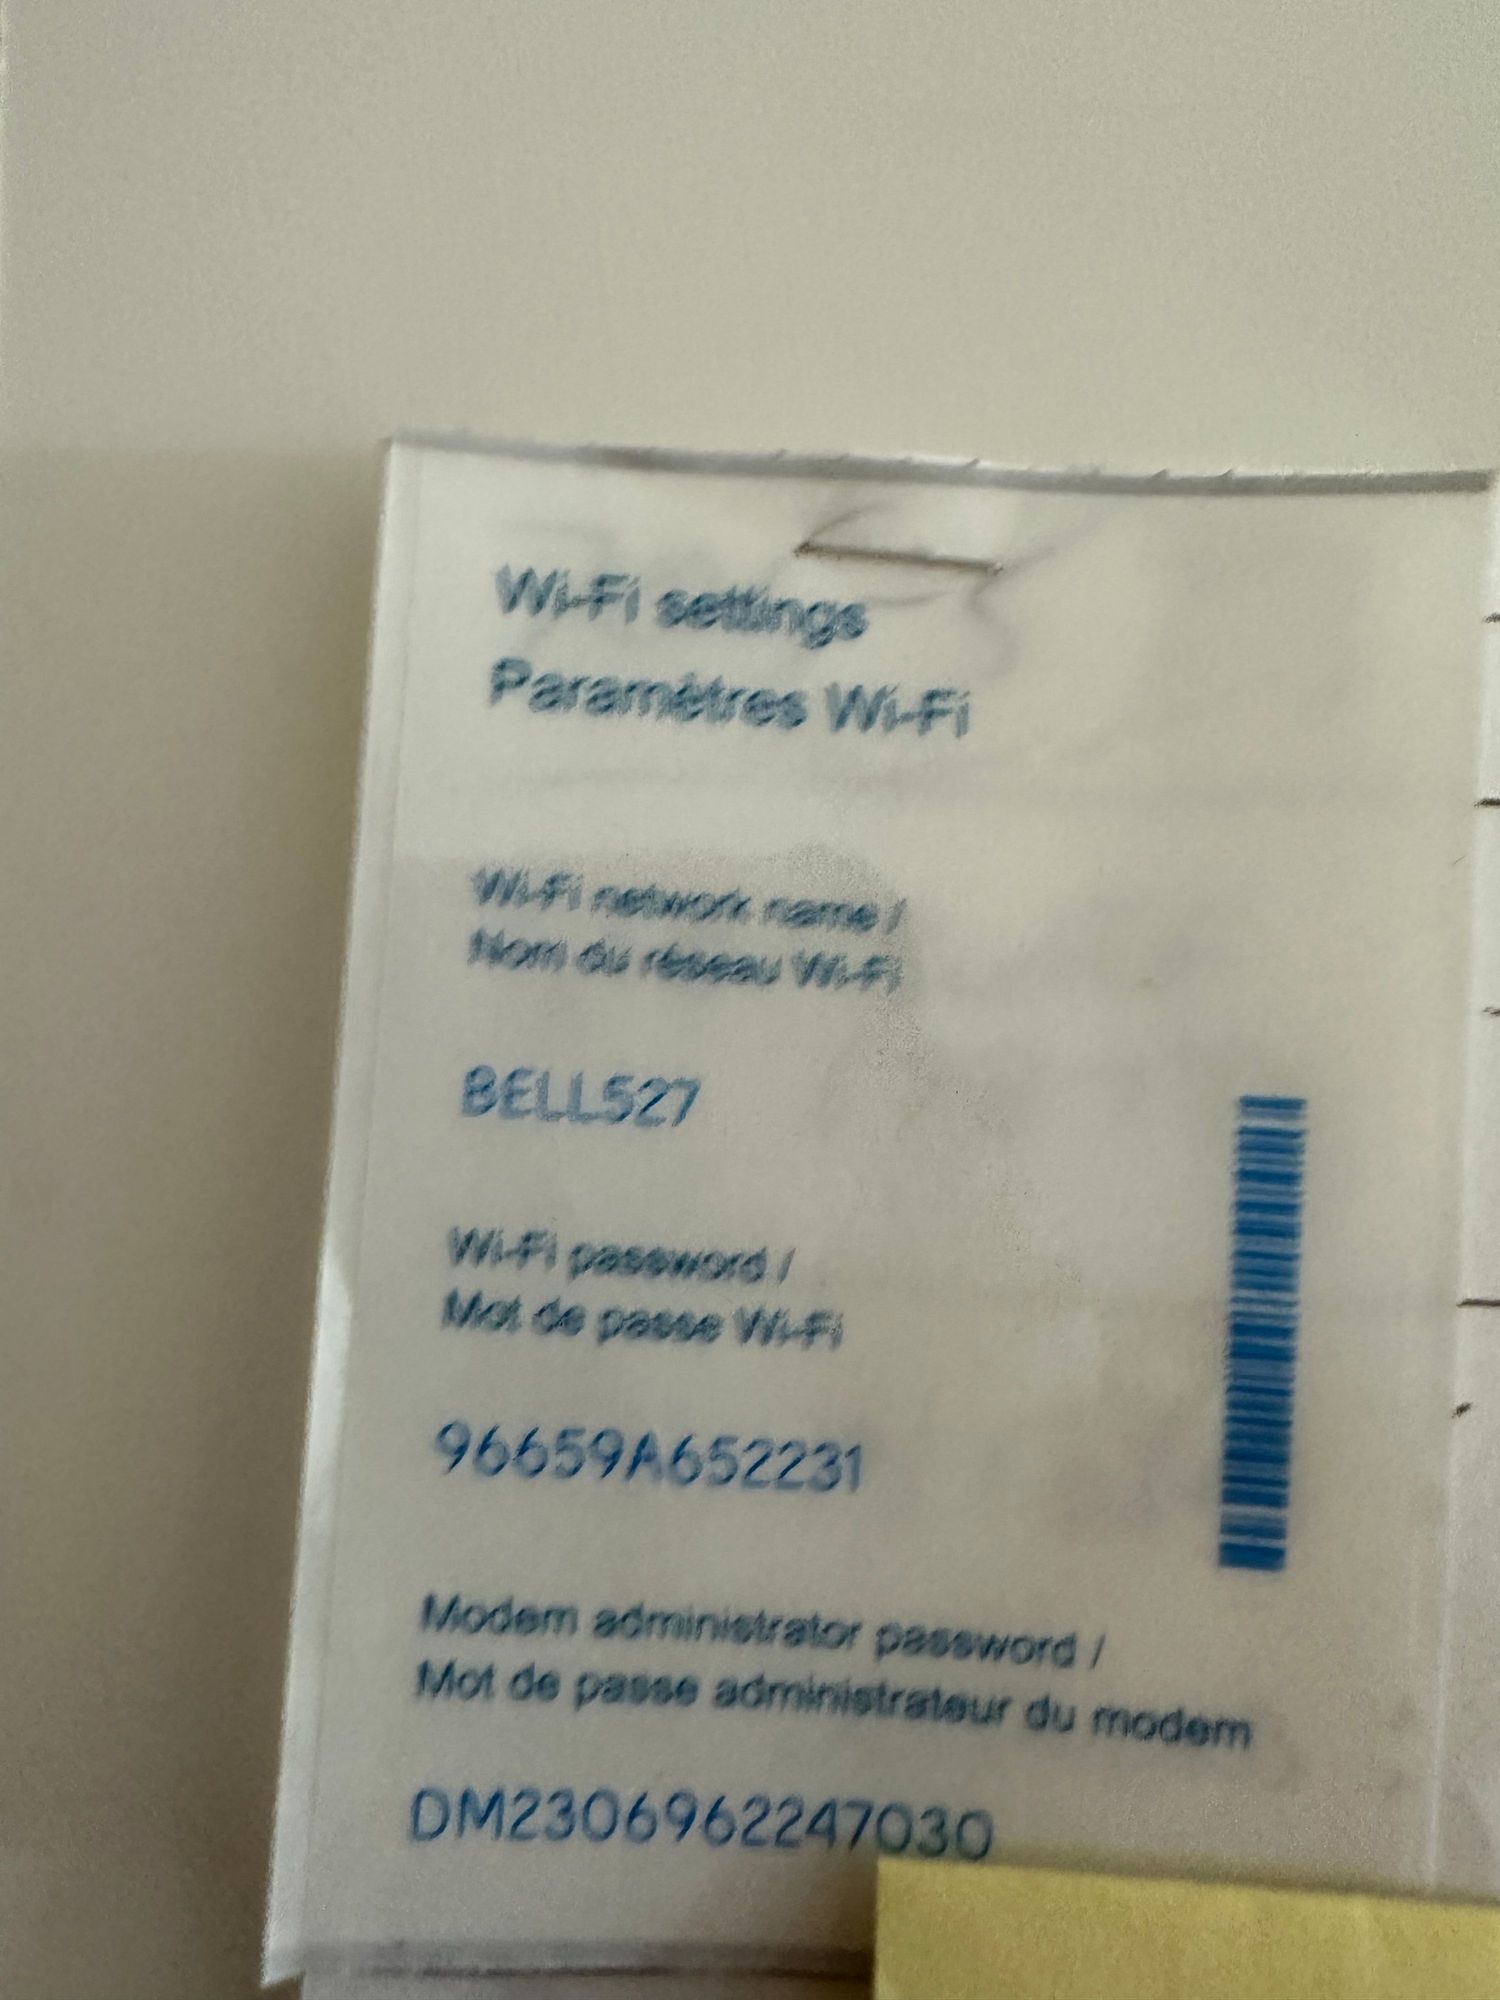 Wi-Fi settings
Paramètres Wi-Fi
Wi-Fi network name /
Nom du réseau Wi-Fi
BELL527
Wi-Fi password /
Mot de passe Wi-Fi
96659A652231
Modem administrator password /
Mot de passe administrateur du modem
DM2306962247030